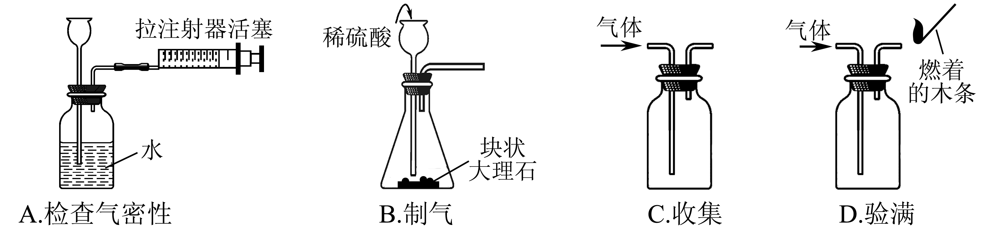 拉注射器活塞
水
A.检查气密性
稀硫酸
块状
大理石
B.制气
气体
C.收集
气体
燃着
的木条
D.验满